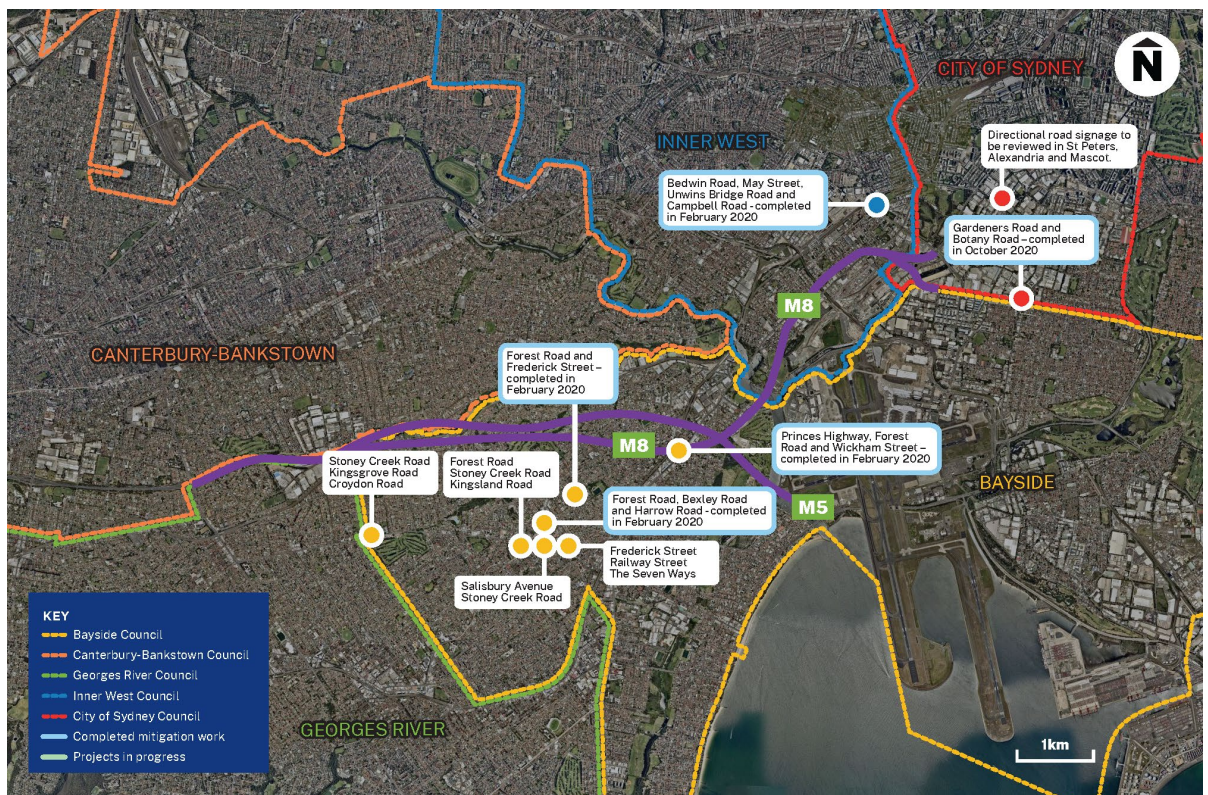 N
CITY OF SYDNEY
INNER WEST
Directional road signage to
be reviewed in St Peters,
Alexandria and Mascot.
Bedwin Road, May Street,
Unwins Bridge Road and
Campbell Road - completed
in February 2020
Gardeners Road and
Botany Road – completed
in October 2020
M8
CANTERBURY-BANKSTOWN
Forest Road and
Frederick Street –
completed in
February 2020
M8
Princes Highway, Forest
Road and Wickham Street –
completed in February 2020
Stoney Creek Road
Kingsgrove Road
Croydon Road
Forest Road
Stoney Creek Road
Kingsland Road
BAYSIDE
M5
Forest Road, Bexley Road
and Harrow Road - completed
in February 2020
Frederick Street
Railway Street
The Seven Ways
Salisbury Avenue
Stoney Creek Road
GEORGES RIVER
KEY
Bayside Council
Canterbury-Bankstown Council
Georges River Council
Inner West Council
City of Sydney Council
Completed mitigation work
Projects in progress
1km